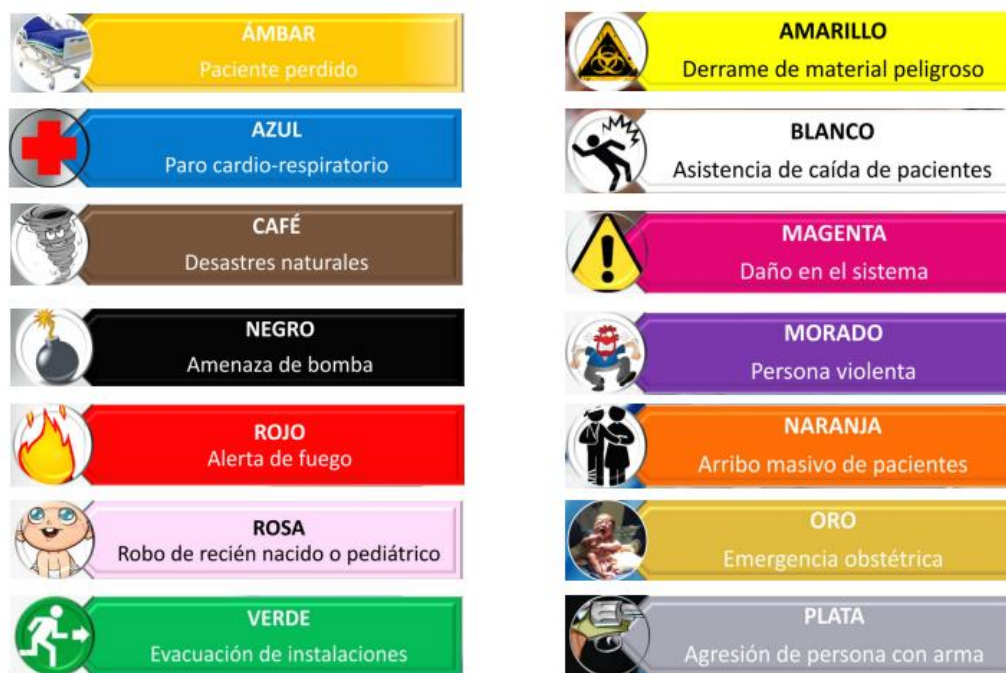 ÁMBAR
Paciente perdido
AZUL
Paro cardio-respiratorio
CAFÉ
Desastres naturales
NEGRO
Amenaza de bomba
ROJO
Alerta de fuego
ROSA
Robo de recién nacido o pediátrico
VERDE
Evacuación de instalaciones
AMARILLO
Derrame de material peligroso
BLANCO
Asistencia de caída de pacientes
MAGENTA
Daño en el sistema
MORADO
Persona violenta
NARANJA
Arribo masivo de pacientes
ORO
Emergencia obstétrica
PLATA
Agresión de persona con arma